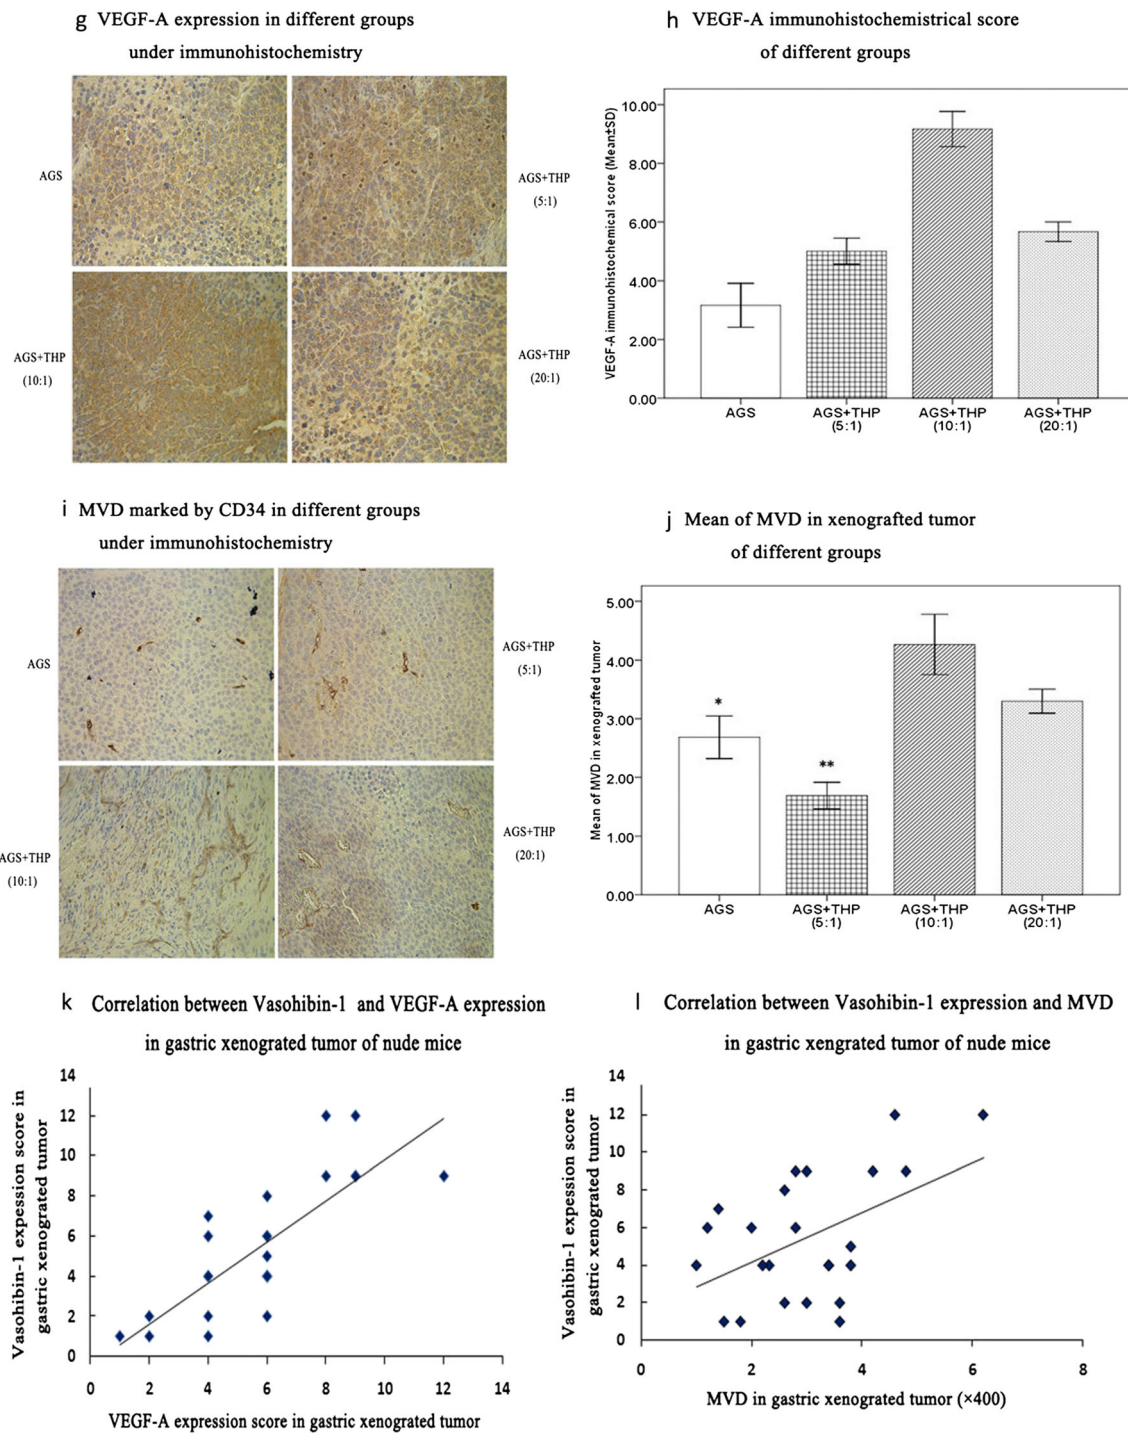 g VEGF-A expression in different groups
under immunohistochemistry
AGS
AGS+THP
(5:1)
AGS+THP
(10:1)
AGS+THP
(20:1)
h VEGF-A immunohistochemistrical score
of different groups
VEGF-A immunohistochemical score (Mean±SD)
10.00
8.00
6.00
4.00
2.00
0.00
AGS
AGS+THP
(5:1)
AGS+THP
(10:1)
AGS+THP
(20:1)
i MVD marked by CD34 in different groups
under immunohistochemistry
AGS
AGS+THP
(5:1)
AGS+THP
(10:1)
AGS+THP
(20:1)
j Mean of MVD in xenografted tumor
of different groups
Mean of MVD in xenografted tumor
5.00
4.00
3.00
2.00
1.00
0.00
*
**
AGS
AGS+THP
(5:1)
AGS+THP
(10:1)
AGS+THP
(20:1)
k Correlation between Vasohibin-1 and VEGF-A expression
in gastric xenograted tumor of nude mice
Vasohibin-1 expession score in
gastric xenograted tumor
14
12
10
8
6
4
2
0
0 2 4 6 8 10 12 14
VEGF-A expression score in gastric xenograted tumor
l Correlation between Vasohibin-1 expression and MVD
in gastric xengrated tumor of nude mice
Vasohibin-1 expession score in
gastric xenograted tumor
14
12
10
8
6
4
2
0
0 2 4 6 8
MVD in gastric xenograted tumor (×400)